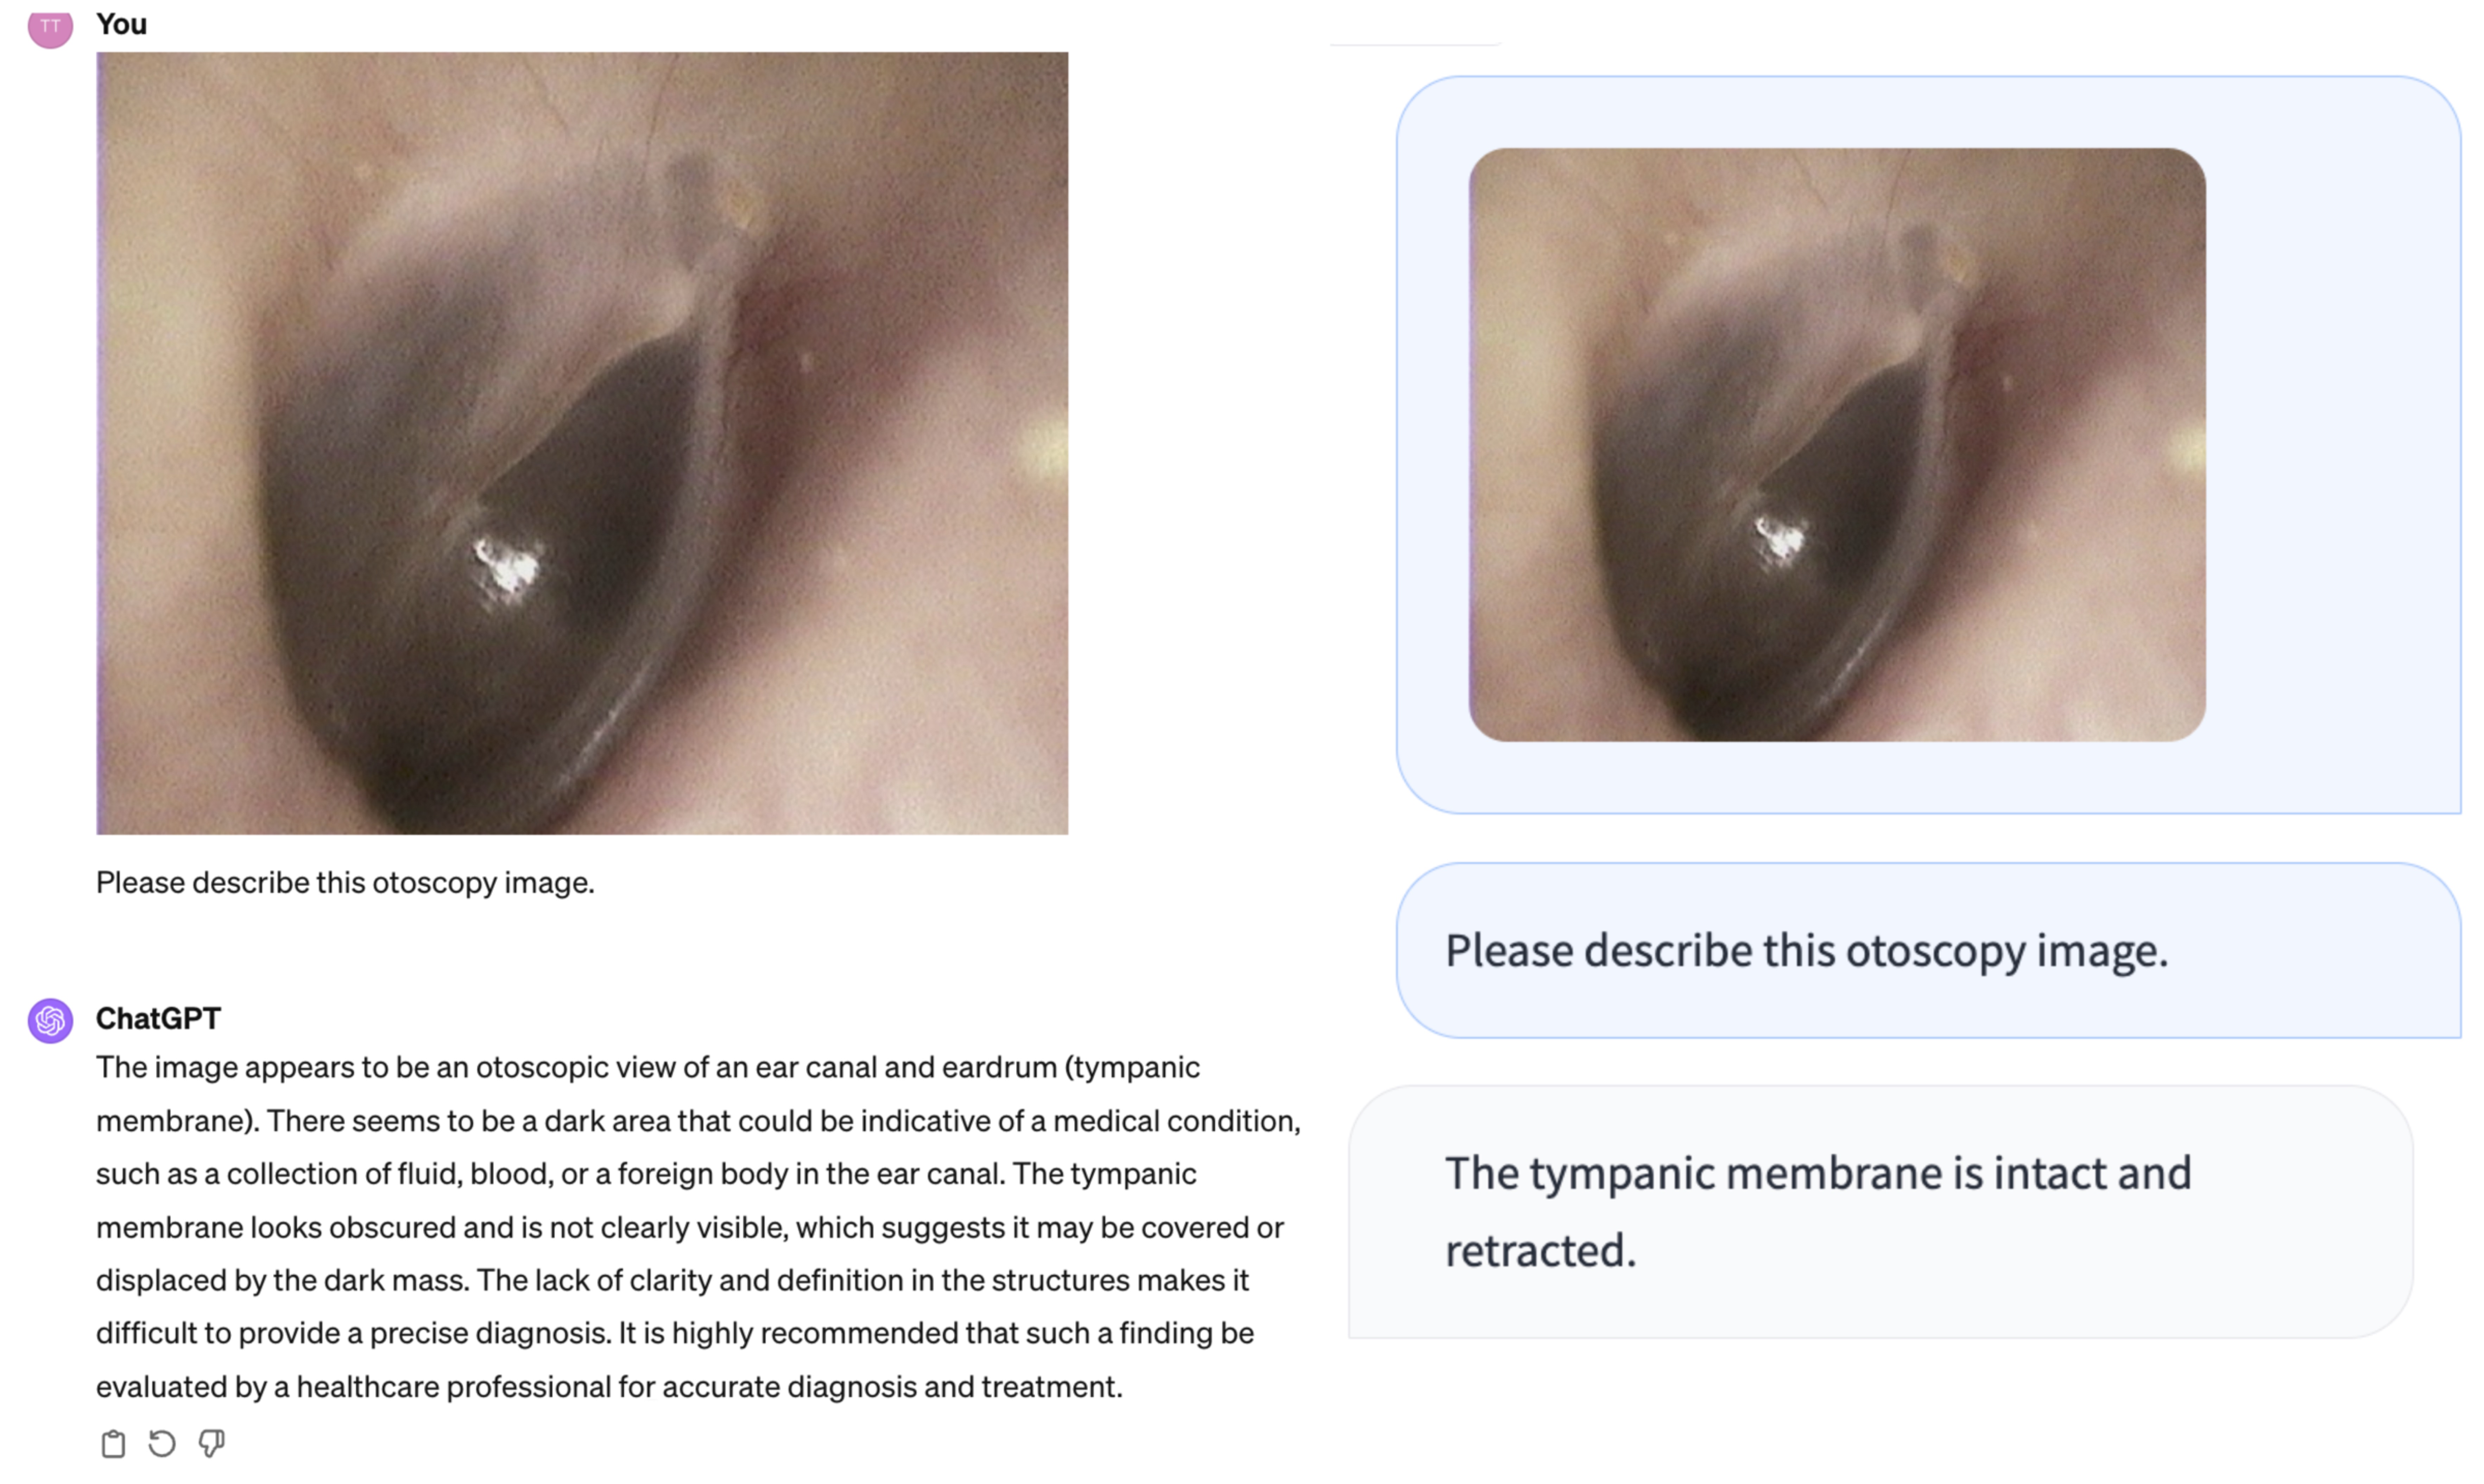 TT
You
Please describe this otoscopy image.
ChatGPT
The image appears to be an otoscopic view of an ear canal and eardrum (tympanic
membrane). There seems to be a dark area that could be indicative of a medical condition,
such as a collection of fluid, blood, or a foreign body in the ear canal. The tympanic
membrane looks obscured and is not clearly visible, which suggests it may be covered or
displaced by the dark mass. The lack of clarity and definition in the structures makes it
difficult to provide a precise diagnosis. It is highly recommended that such a finding be
evaluated by a healthcare professional for accurate diagnosis and treatment.
Please describe this otoscopy image.
The tympanic membrane is intact and
retracted.